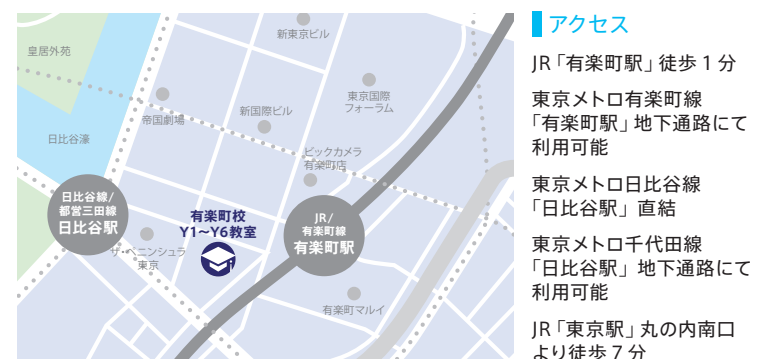 新東京ビル
皇居外苑
東京国際
フォーラム
新国際ビル
帝国劇場
日比谷濠
ビックカメラ
有楽町店
日比谷線/
都営三田線
日比谷駅
有楽町校
Y1〜Y6教室
JR/
有楽町線
有楽町駅
ザ・ペニンシュラ
東京
有楽町マルイ
アクセス
JR「有楽町駅」徒歩1分
東京メトロ有楽町線
「有楽町駅」地下通路にて
利用可能
東京メトロ日比谷線
「日比谷駅」直結
東京メトロ千代田線
「日比谷駅」地下通路にて
利用可能
JR「東京駅」丸の内南口
より徒歩7分